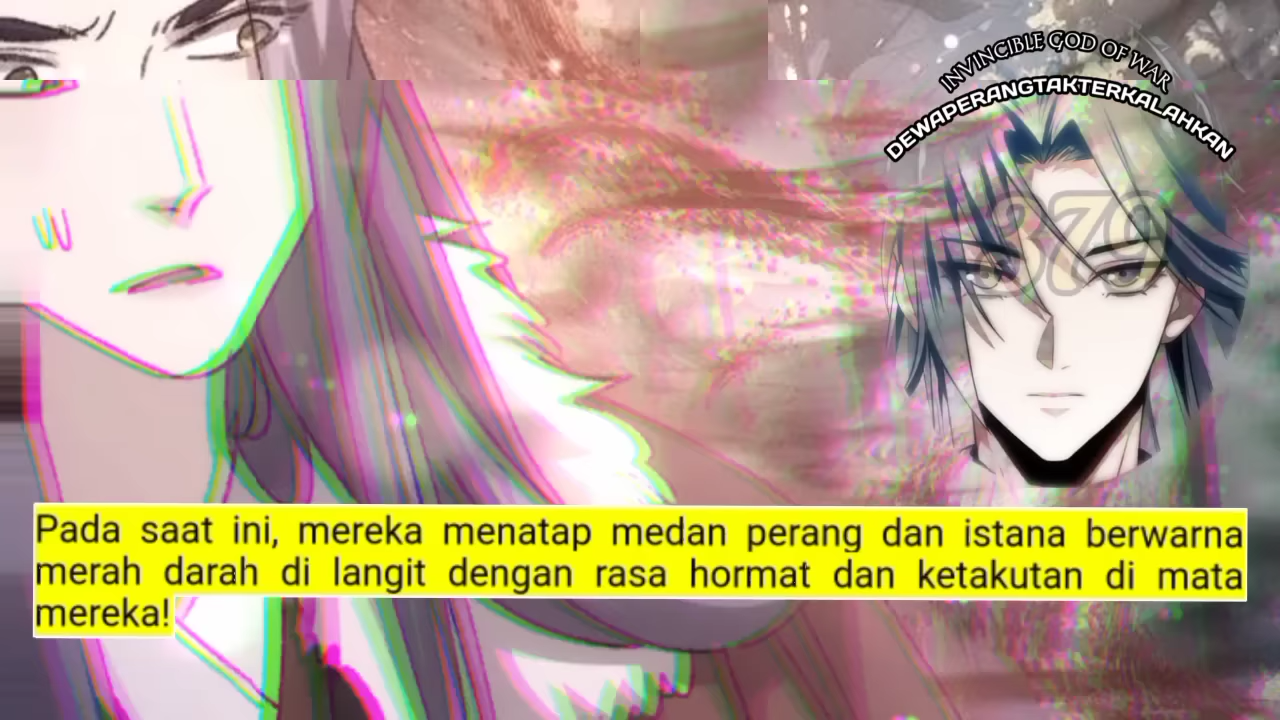 INVINCIBLE GOD OF WAR
DEWAPERANGTAKTERKALAHKAN
Pada saat ini, mereka menatap medan perang dan istana berwarna
merah darah di langit dengan rasa hormat dan ketakutan di mata
mereka!